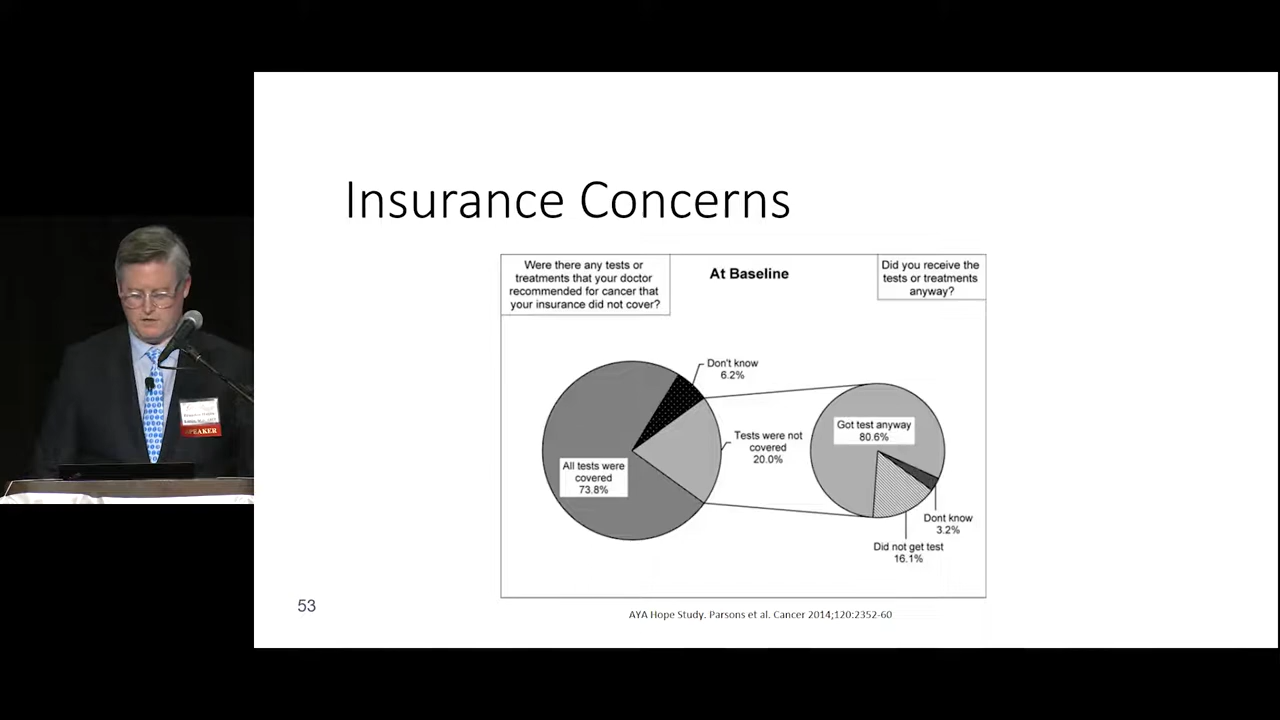 Insurance Concerns
Were there any tests or
treatments that your doctor
recommended for cancer that
your insurance did not cover?
At Baseline
Did you receive the
tests or treatments
anyway?
Don't know
6.2%
Tests were not
covered
20.0%
All tests were
covered
73.8%
Got test anyway
80.6%
Dont know
3.2%
Did not get test
16.1%
53
AYA Hope Study. Parsons et al. Cancer 2014;120:2352-60
SPEAKER